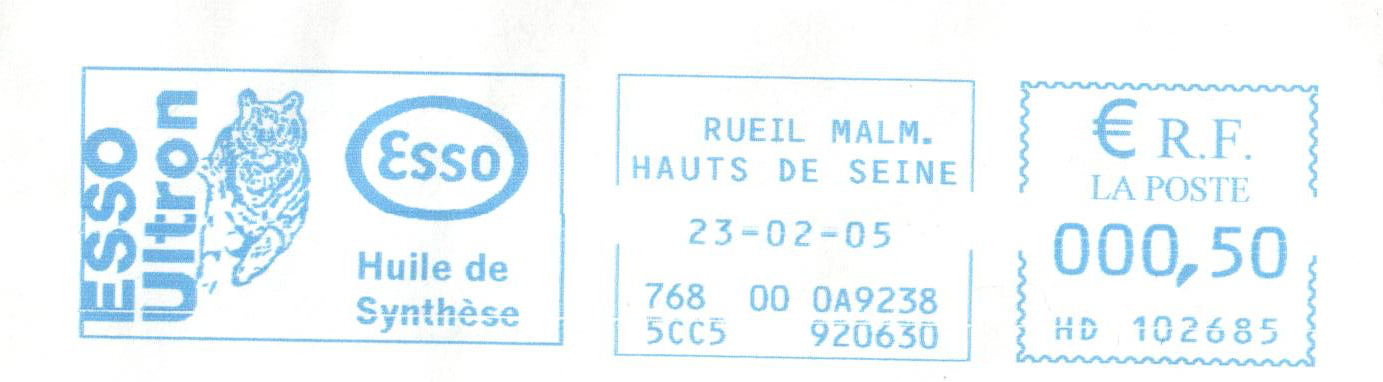 ESSO
Ultron
Esso
Huile de
Synthèse
RUEIL MALM.
HAUTS DE SEINE
23-02-05
768 00 0A9238
5CC5 920630
€ R.F.
LA POSTE
000,50
HD 102685